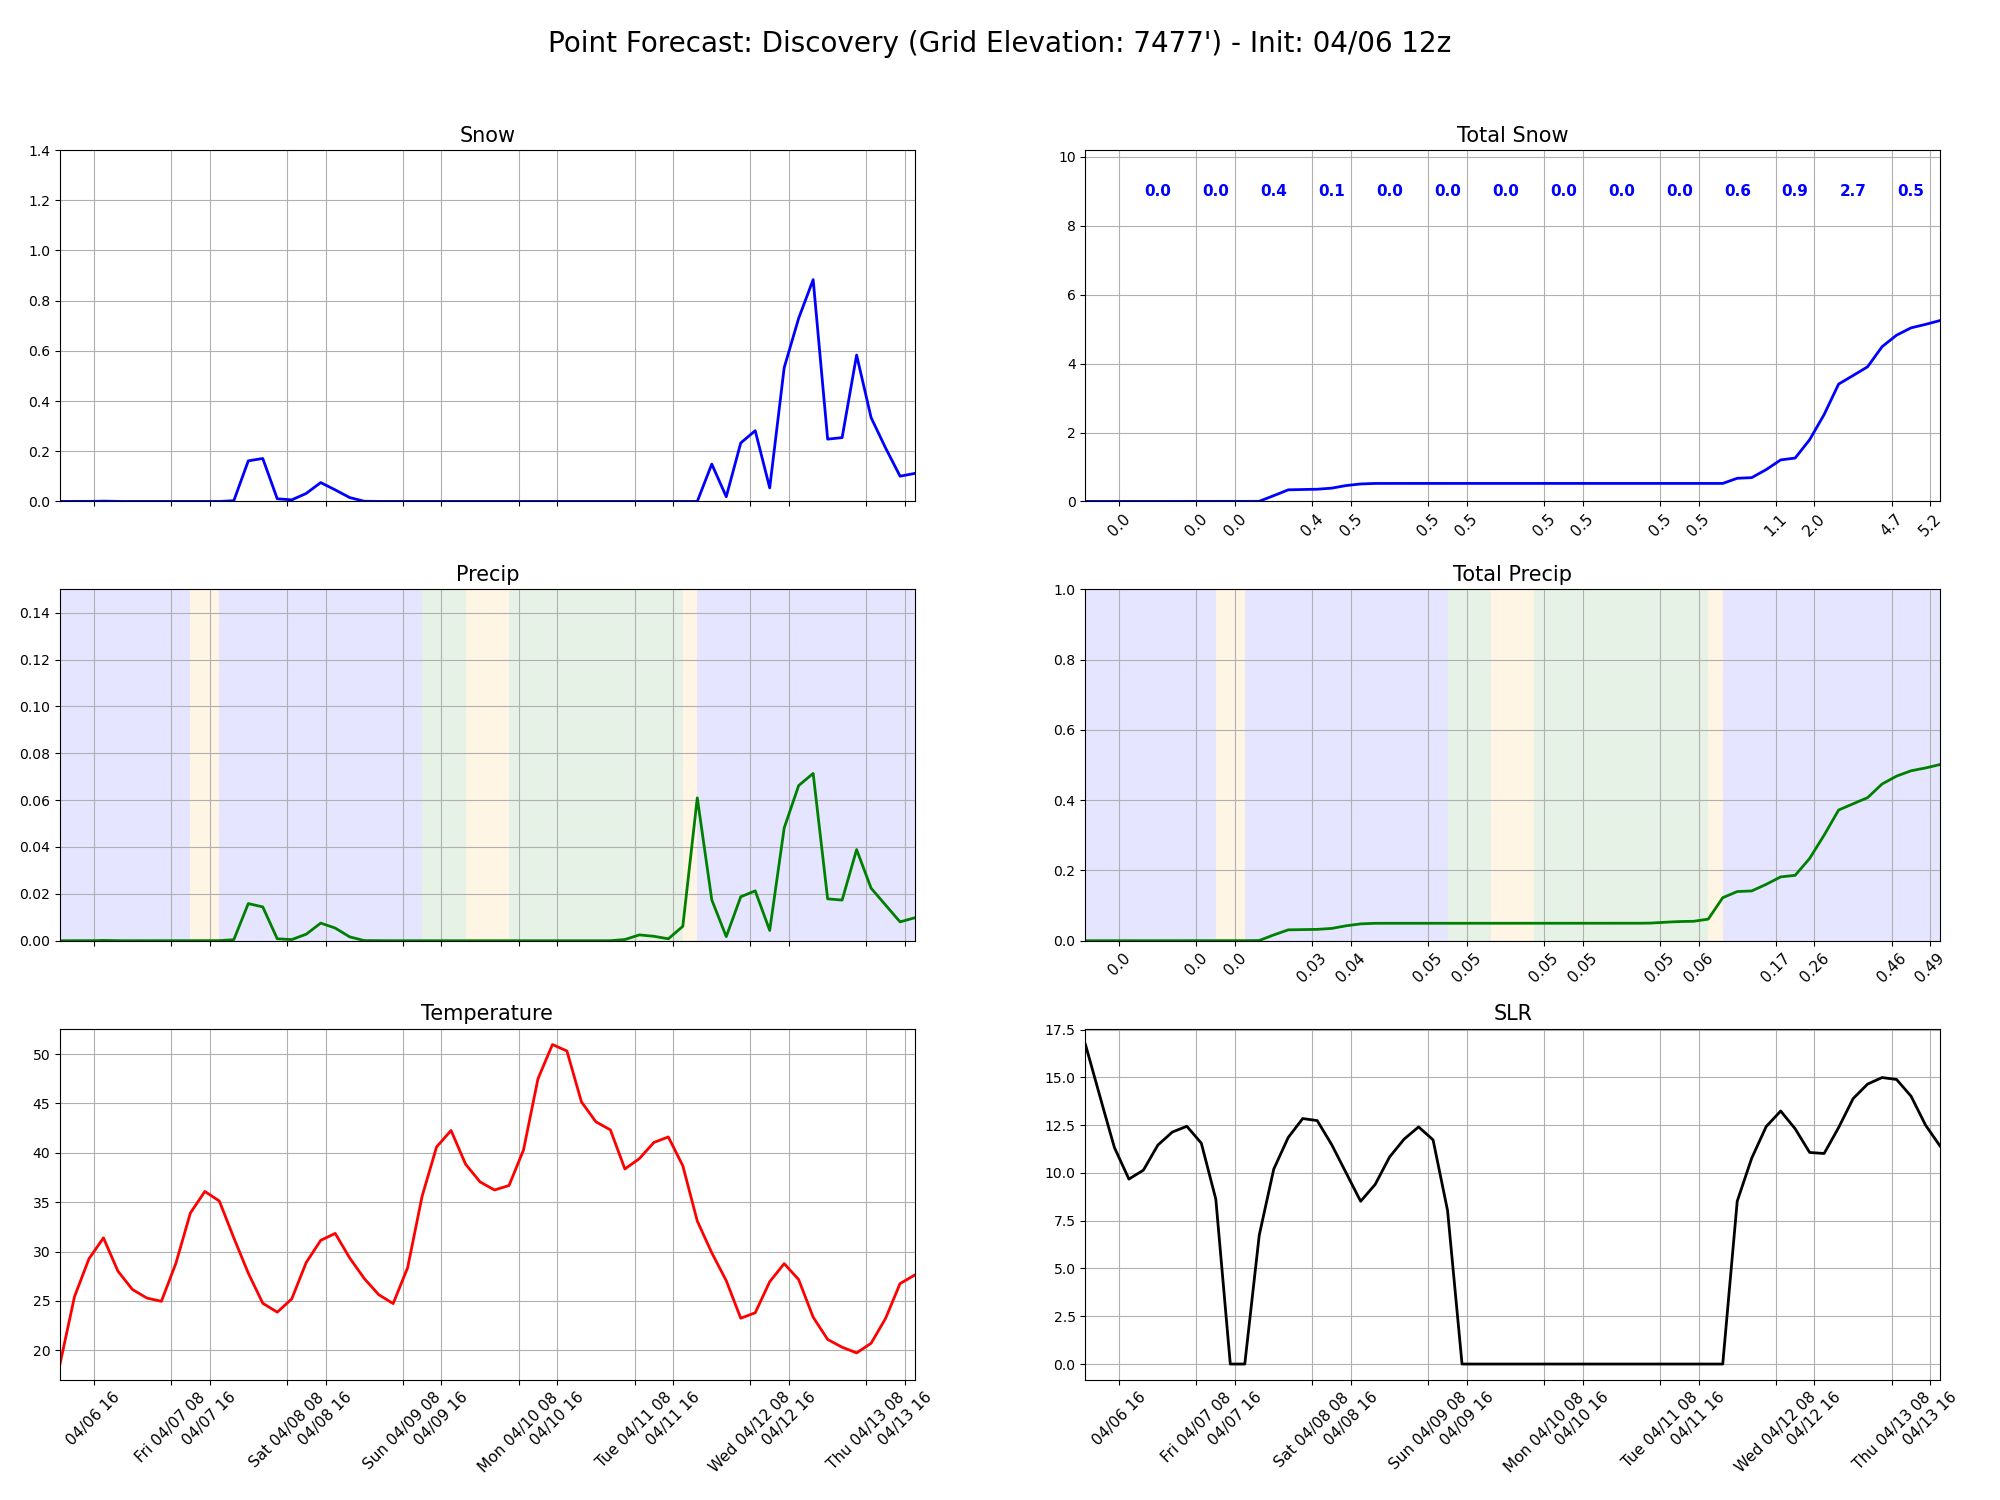 Point Forecast: Discovery (Grid Elevation: 7477') - Init: 04/06 12z
Snow
1.4
1.2
1.0
0.8
0.6
0.4
0.2
0.0
Total Snow
10
8
6
4
2
0
0.0 0.0 0.4 0.1 0.0 0.0 0.0 0.0 0.0 0.0 0.6 0.9 2.7 0.5
0.0 0.0 0.0 0.4 0.5 0.5 0.5 0.5 0.5 0.5 0.5 1.1 2.0 4.7 5.2
Precip
0.14
0.12
0.10
0.08
0.06
0.04
0.02
0.00
Total Precip
1.0
0.8
0.6
0.4
0.2
0.0
0.0 0.0 0.0 0.03 0.04 0.05 0.05 0.05 0.05 0.05 0.06 0.17 0.26 0.46 0.49
Temperature
50
45
40
35
30
25
20
04/06 16
Fri 04/07 08
04/07 16
Sat 04/08 08
04/08 16
Sun 04/09 08
04/09 16
Mon 04/10 08
04/10 16
Tue 04/11 08
04/11 16
Wed 04/12 08
04/12 16
Thu 04/13 08
04/13 16
SLR
17.5
15.0
12.5
10.0
7.5
5.0
2.5
0.0
04/06 16
Fri 04/07 08
04/07 16
Sat 04/08 08
04/08 16
Sun 04/09 08
04/09 16
Mon 04/10 08
04/10 16
Tue 04/11 08
04/11 16
Wed 04/12 08
04/12 16
Thu 04/13 08
04/13 16